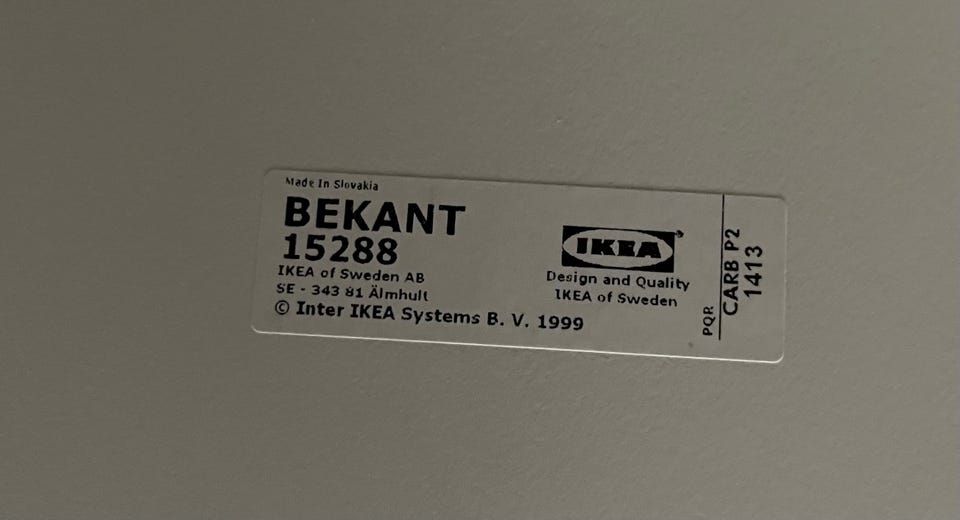 Made In Slovakia
BEKANT
15288
IKEA of Sweden AB
SE - 343 81 Älmhult
© Inter IKEA Systems B. V. 1999
IKEA
Design and Quality
IKEA of Sweden
PQR
CARB P2
1413